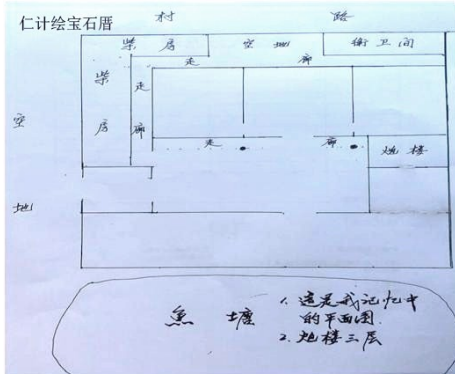 仁计绘宝石厝
村 路
柴房 空地 衛卫间
走 廊
柴房
走廊
空地
走 廊
炮楼
魚 塘
1. 这是我记忆中
的平面图.
2. 炮楼三层